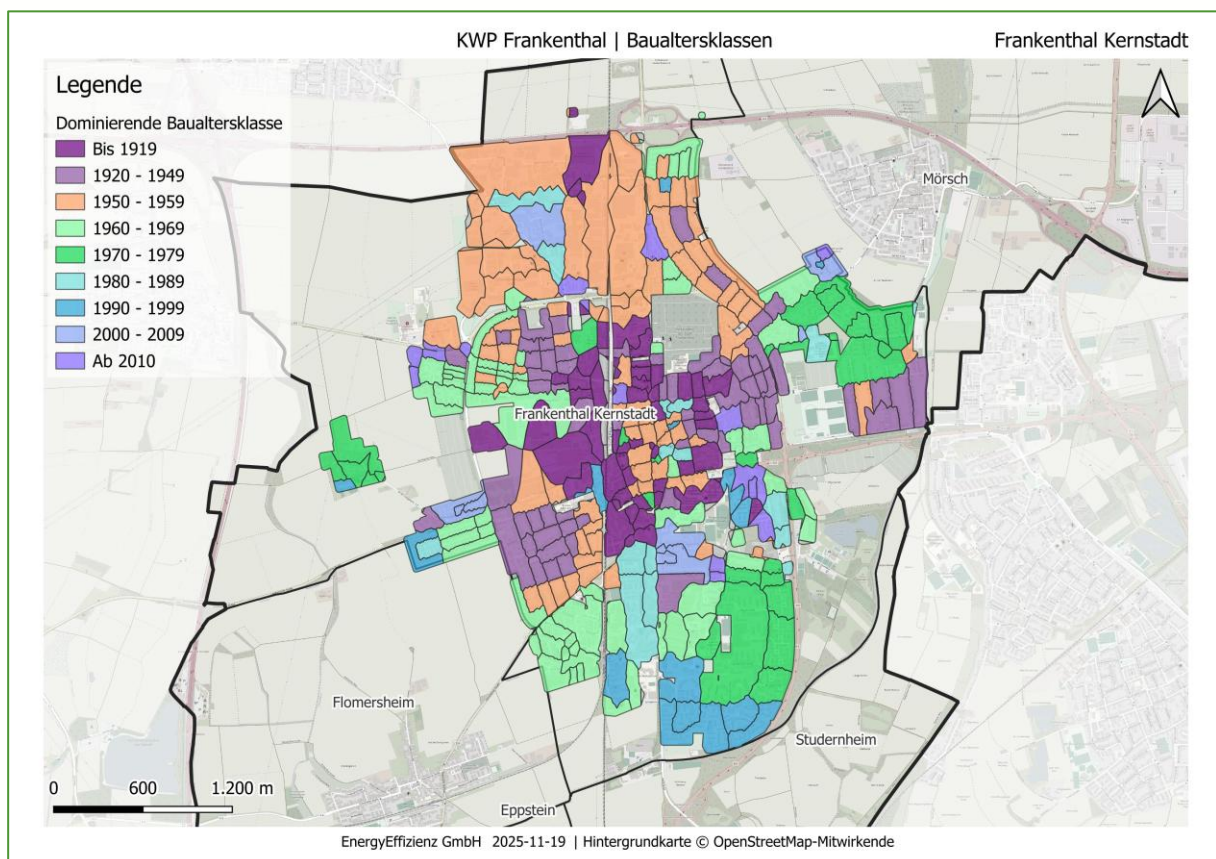 KWP Frankenthal | Baualtersklassen
Frankenthal Kernstadt
Legende
Dominierende Baualtersklasse
Bis 1919
1920 - 1949
1950 - 1959
1960 - 1969
1970 - 1979
1980 - 1989
1990 - 1999
2000 - 2009
Ab 2010
Mörsch
Frankenthal Kernstadt
Flomersheim
Studernheim
Eppstein
0 600 1.200 m
EnergyEffizienz GmbH 2025-11-19 | Hintergrundkarte © OpenStreetMap-Mitwirkende